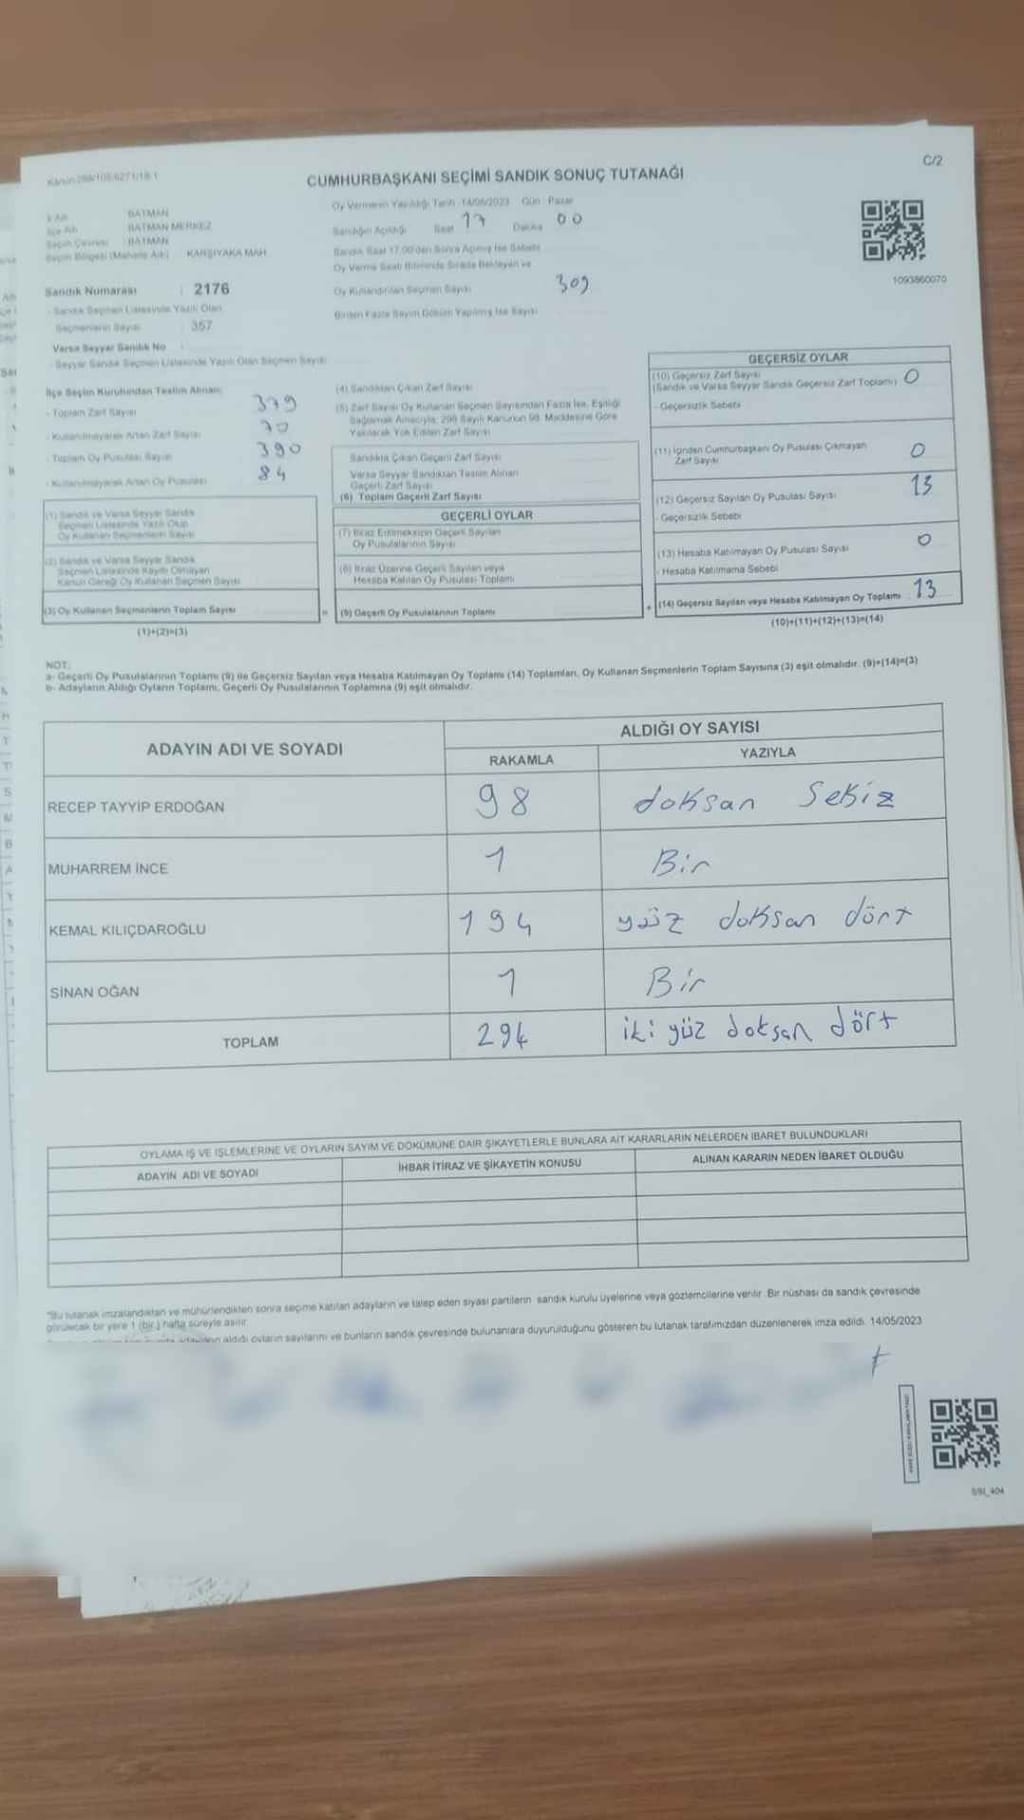 C/2
CUMHURBAŞKANI SEÇİMİ SANDIK SONUÇ TUTANAĞI
Oy Vermenin Yapıldığı Tarih 14/05/2023 Gün Pazar
İl Adı BATMAN
İlçe Adı BATMAN MERKEZ
Seçim Çevresi BATMAN
Seçim Bölgesi (Mahalle Adı) KARŞIYAKA MAH.
Sandığın Açıldığı Saat 17 Dakika 00
Sandık Saat 17.00'den Sonra Açılmış İse Sebebi
Oy Verme Saati Bitiminde Sırada Bekleyen ve
Oy Kullandırılan Seçmen Sayısı 309
Birden Fazla Sayım Döküm Yapılmış İse Sayısı
1093860070
Sandık Numarası : 2176
- Sandık Seçmen Listesinde Yazılı Olan
Seçmenlerin Sayısı : 357
Varsa Seyyar Sandık No
- Seyyar Sandık Seçmen Listesinde Yazılı Olan Seçmen Sayısı
İlçe Seçim Kurulundan Teslim Alınan:
- Toplam Zarf Sayısı 379
- Kullanılmayarak Artan Zarf Sayısı 70
- Toplam Oy Pusulası Sayısı 390
- Kullanılmayarak Artan Oy Pusulası 84
(1) Sandık ve Varsa Seyyar Sandık
Seçmen Listesinde Yazılı Olup
Oy Kullanan Seçmenlerin Sayısı
(2) Sandık ve Varsa Seyyar Sandık
Seçmen Listesinde Kayıtlı Olmayan
Kanun Gereği Oy Kullanan Seçmen Sayısı
(3) Oy Kullanan Seçmenlerin Toplam Sayısı
(1)+(2)=(3)
(4) Sandıktan Çıkan Zarf Sayısı
(5) Zarf Sayısı Oy Kullanan Seçmen Sayısından Fazla İse, Eşitliği
Sağlamak Amacıyla, 298 Sayılı Kanunun 98. Maddesine Göre
Yakılarak Yok Edilen Zarf Sayısı
Sandıkta Çıkan Geçerli Zarf Sayısı
Varsa Seyyar Sandıktan Teslim Alınan
Geçerli Zarf Sayısı
(6) Toplam Geçerli Zarf Sayısı
=
GEÇERLİ OYLAR
(7) İtiraz Edilmeksizin Geçerli Sayılan
Oy Pusulalarının Sayısı
(8) İtiraz Üzerine Geçerli Sayılan veya
Hesaba Katılan Oy Pusulası Toplamı
(9) Geçerli Oy Pusulalarının Toplamı
+
GEÇERSİZ OYLAR
(10) Geçersiz Zarf Sayısı 0
(Sandık ve Varsa Seyyar Sandık Geçersiz Zarf Toplamı)
- Geçersizlik Sebebi
(11) İçinden Cumhurbaşkanı Oy Pusulası Çıkmayan
Zarf Sayısı 0
(12) Geçersiz Sayılan Oy Pusulası Sayısı 13
- Geçersizlik Sebebi
(13) Hesaba Katılmayan Oy Pusulası Sayısı 0
- Hesaba Katılmama Sebebi
(14) Geçersiz Sayılan veya Hesaba Katılmayan Oy Toplamı 13
(10)+(11)+(12)+(13)=(14)
NOT:
a- Geçerli Oy Pusulalarının Toplamı (9) ile Geçersiz Sayılan veya Hesaba Katılmayan Oy Toplamı (14) Toplamları, Oy Kullanan Seçmenlerin Toplam Sayısına (3) eşit olmalıdır. (9)+(14)=(3)
b- Adayların Aldığı Oyların Toplamı, Geçerli Oy Pusulalarının Toplamına (9) eşit olmalıdır.
ADAYIN ADI VE SOYADI ALDIĞI OY SAYISI
RAKAMLA YAZIYLA
RECEP TAYYİP ERDOĞAN 98 doksan sekiz
MUHARREM İNCE 1 Bir
KEMAL KILIÇDAROĞLU 194 yüz doksan dört
SİNAN OĞAN 1 Bir
TOPLAM 294 iki yüz doksan dört
OYLAMA İŞ VE İŞLEMLERİNE VE OYLARIN SAYIM VE DÖKÜMÜNE DAİR ŞİKAYETLERLE BUNLARA AİT KARARLARIN NELERDEN İBARET BULUNDUKLARI
ADAYIN ADI VE SOYADI İHBAR İTİRAZ VE ŞİKAYETİN KONUSU ALINAN KARARIN NEDEN İBARET OLDUĞU
"Bu tutanak imzalandıktan ve mühürlendikten sonra seçime katılan adayların ve talep eden siyasi partilerin sandık kurulu üyelerine veya gözlemcilerine verilir. Bir nüshası da sandık çevresinde
görülecek bir yere 1 (bir) hafta süreyle asılır.
adayların aldığı oyların sayılarını ve bunların sandık çevresinde bulunanlara duyurulduğunu gösteren bu tutanak tarafımızdan düzenlenerek imza edildi. 14/05/2023